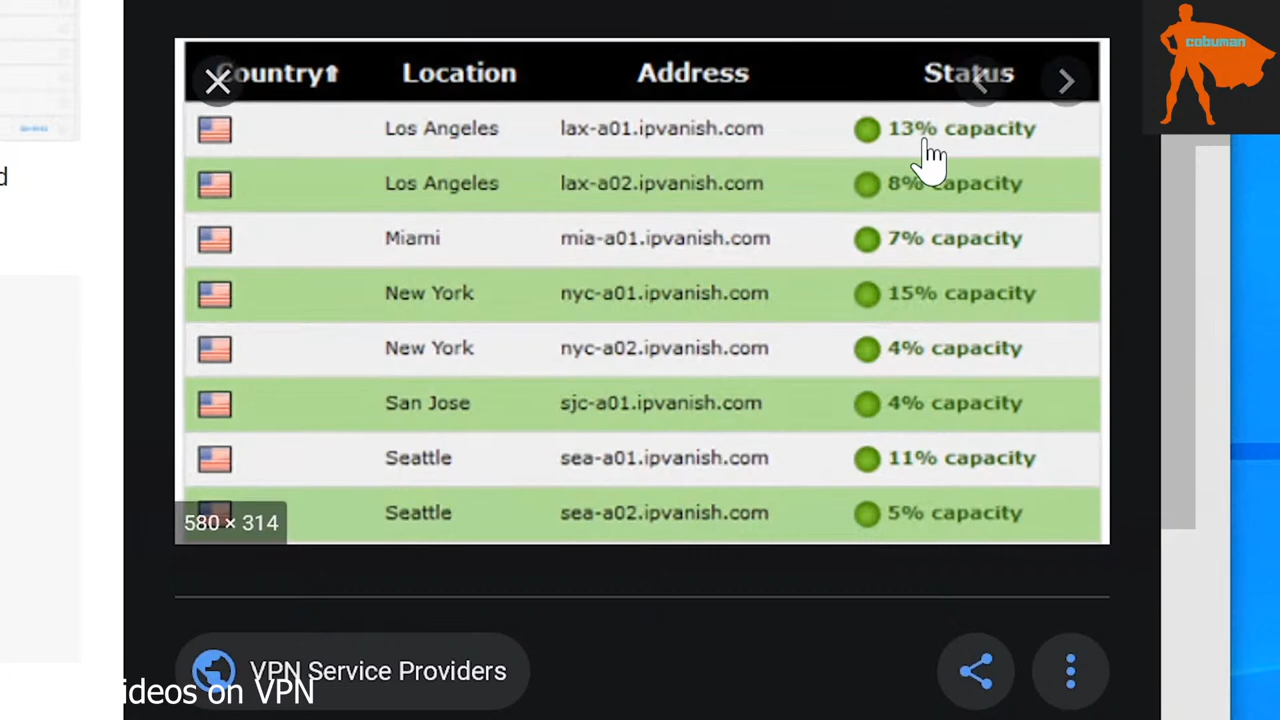 cobuman
Country⬆ Location Address Status
Los Angeles lax-a01.ipvanish.com 13% capacity
Los Angeles lax-a02.ipvanish.com 8% capacity
Miami mia-a01.ipvanish.com 7% capacity
New York nyc-a01.ipvanish.com 15% capacity
New York nyc-a02.ipvanish.com 4% capacity
San Jose sjc-a01.ipvanish.com 4% capacity
Seattle sea-a01.ipvanish.com 11% capacity
Seattle sea-a02.ipvanish.com 5% capacity
580 × 314
VPN Service Providers
ideos on VPN